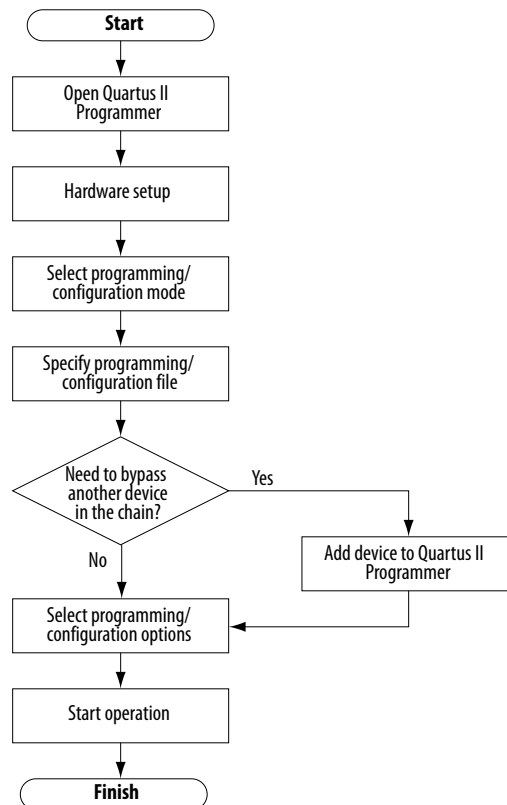 Start
Open Quartus II
Programmer
Hardware setup
Select programming/
configuration mode
Specify programming/
configuration file
Need to bypass
another device
in the chain?
Yes
No
Add device to Quartus II
Programmer
Select programming/
configuration options
Start operation
Finish